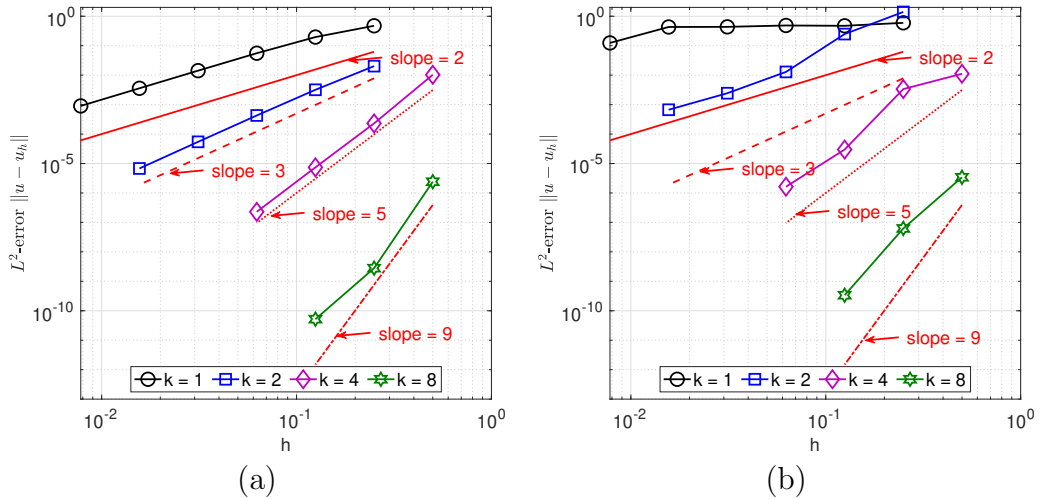 10^0
10^-5
10^-10
L^2-error ||u − u_h||
slope = 2
slope = 3
slope = 5
slope = 9
k = 1 k = 2 k = 4 k = 8
10^-2 10^-1 10^0
h
(a)
10^0
10^-5
10^-10
L^2-error ||u − u_h||
slope = 2
slope = 3
slope = 5
slope = 9
k = 1 k = 2 k = 4 k = 8
10^-2 10^-1 10^0
h
(b)